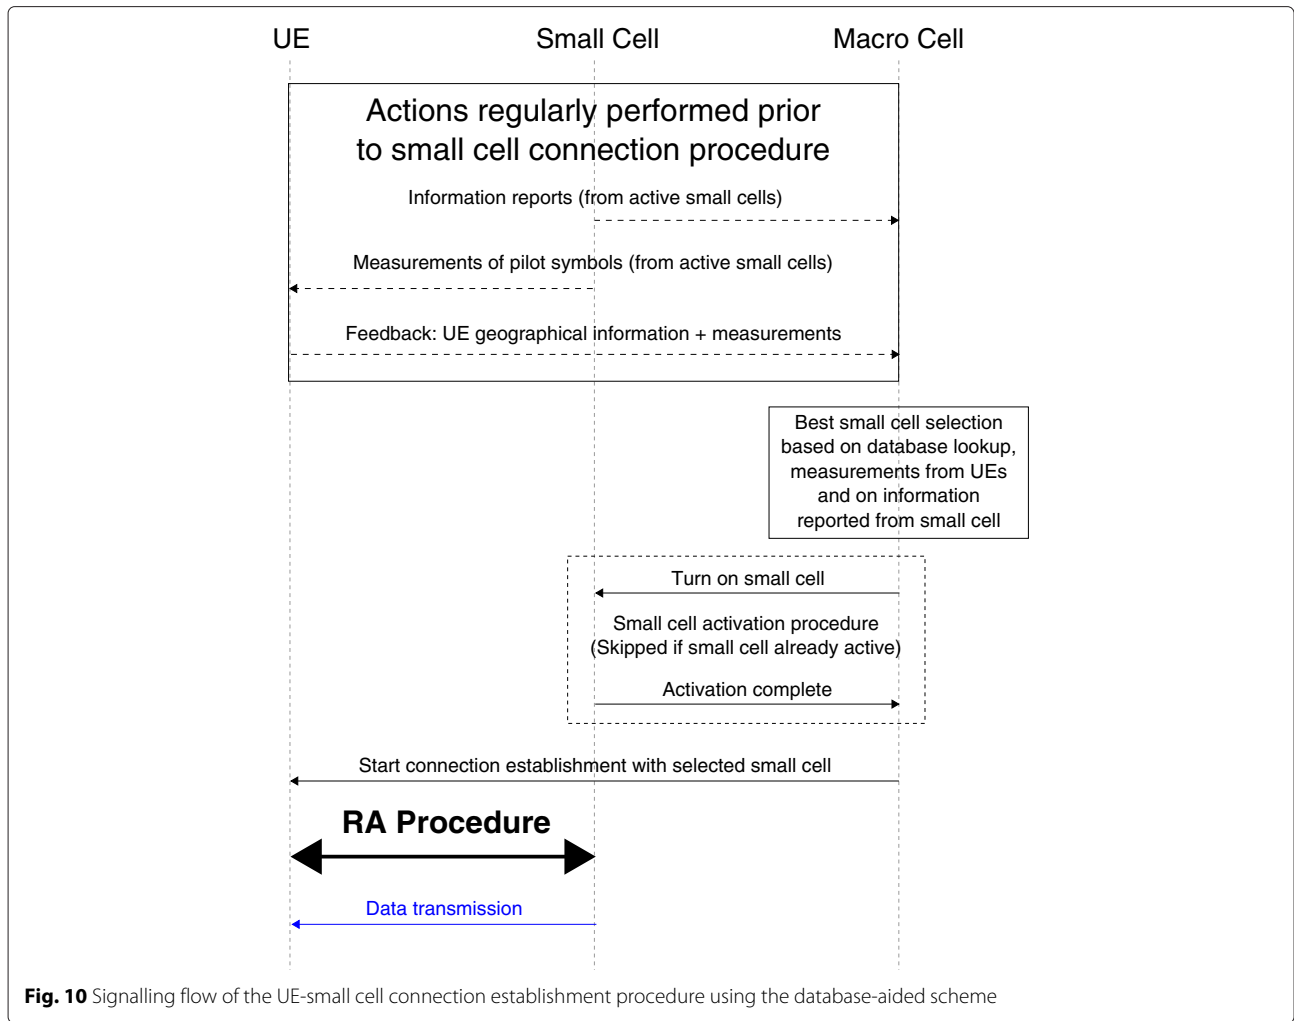 UE Small Cell Macro Cell
Actions regularly performed prior
to small cell connection procedure
Information reports (from active small cells)
Measurements of pilot symbols (from active small cells)
Feedback: UE geographical information + measurements
Best small cell selection
based on database lookup,
measurements from UEs
and on information
reported from small cell
Turn on small cell
Small cell activation procedure
(Skipped if small cell already active)
Activation complete
Start connection establishment with selected small cell
RA Procedure
Data transmission
Fig. 10 Signalling flow of the UE-small cell connection establishment procedure using the database-aided scheme